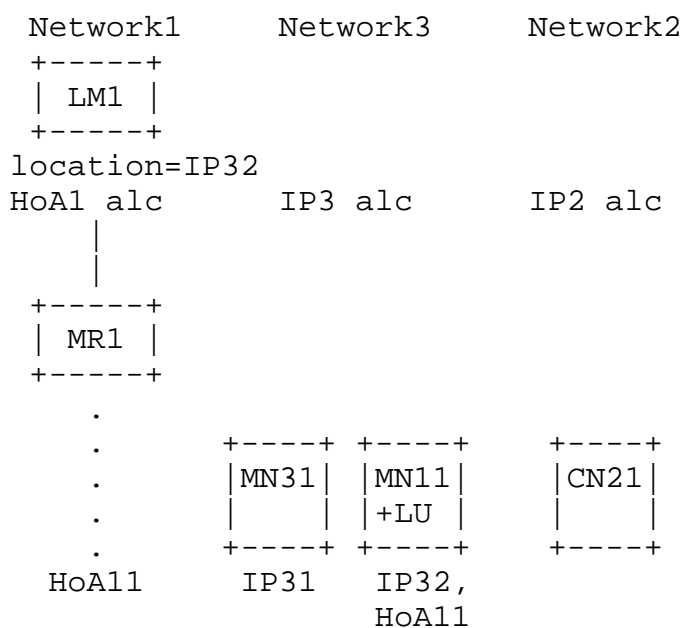 Network1 Network3 Network2
LM1
location=IP32
HoA1 alc IP3 alc IP2 alc
MR1
MN31 MN11 CN21
+LU
HoA11 IP31 IP32,
HoA11